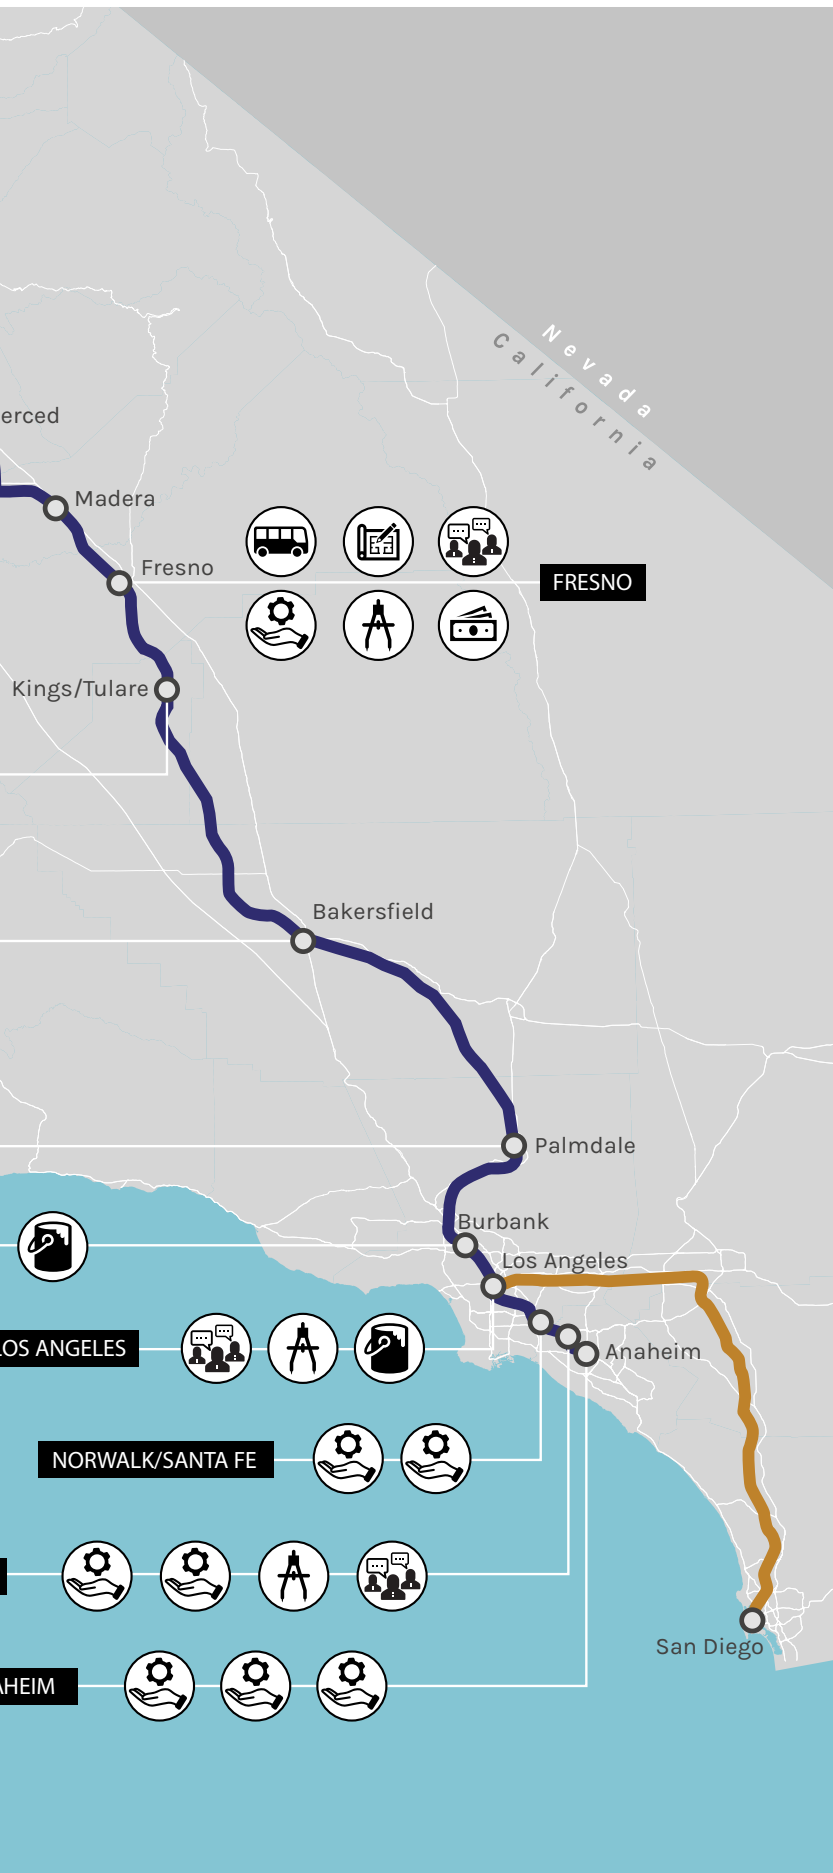 Nevada
California
erced
Madera
Fresno
FRESNO
Kings/Tulare
Bakersfield
Palmdale
Burbank
Los Angeles
LOS ANGELES
Anaheim
NORWALK/SANTA FE
San Diego
AHEIM